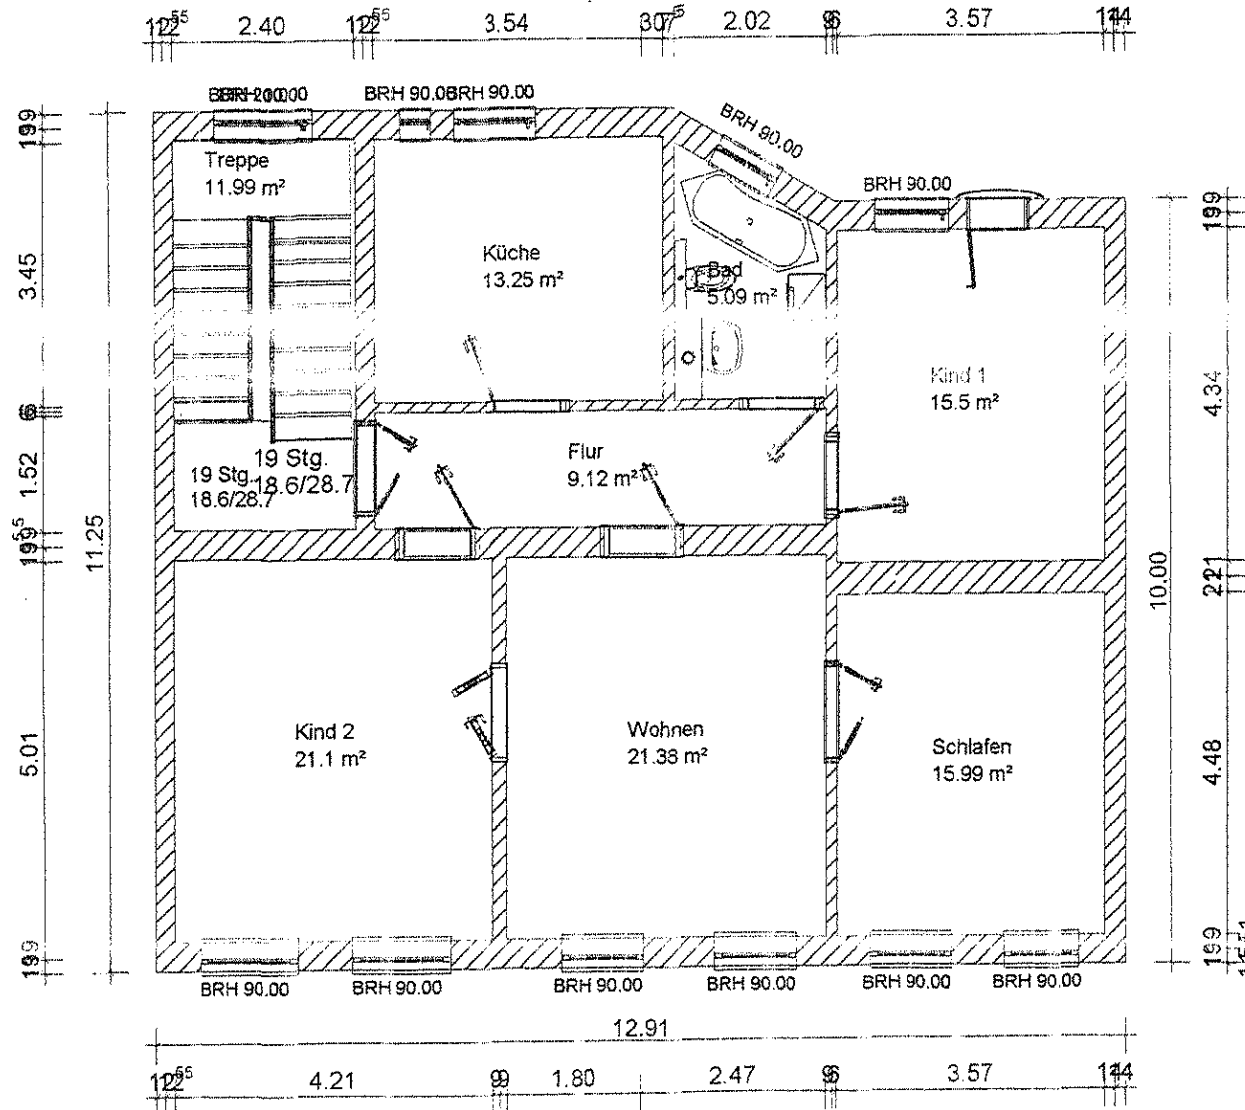 2.40
3.54
2.02
3.57
BRH 90.00
BRH 90.00
BRH 90.00
Treppe
11.99 m²
Küche
13.25 m²
Bad
5.09 m²
Kind 1
15.5 m²
3.45
4.34
19 Stg.
18.6/28.7
19 Stg.
18.6/28.7
Flur
9.12 m²
1.52
11.25
10.00
5.01
4.48
Kind 2
21.1 m²
Wohnen
21.38 m²
Schlafen
15.99 m²
BRH 90.00
BRH 90.00
BRH 90.00
BRH 90.00
BRH 90.00
BRH 90.00
12.91
4.21
1.80
2.47
3.57